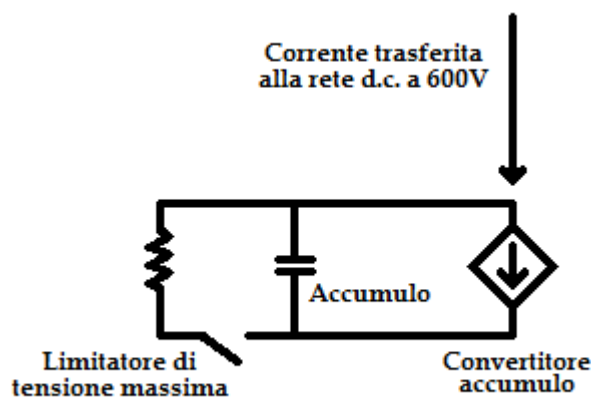 Corrente trasferita
alla rete d.c. a 600V
Accumulo
Limitatore di
tensione massima
Convertitore
accumulo